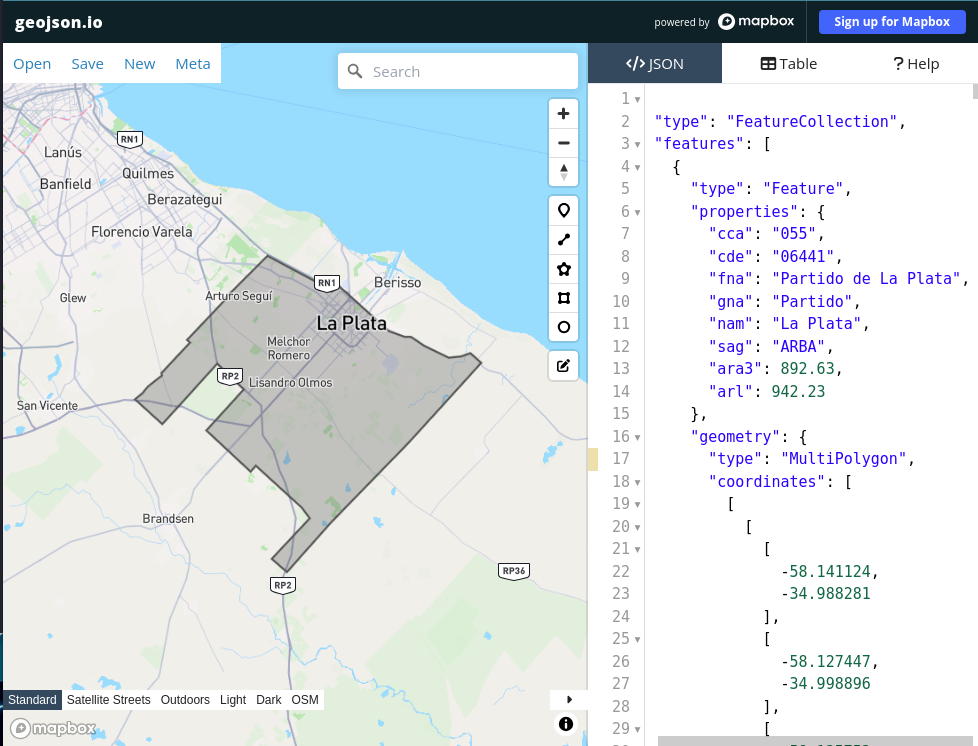 geojson.io
powered by mapbox
Sign up for Mapbox
Open Save New Meta
Search
</> JSON
Table
? Help
RN1
Lanús
Quilmes
Banfield
Berazategui
Florencio Varela
RN1
Berisso
Glew
Arturo Seguí
La Plata
Melchor
Romero
RP2
Lisandro Olmos
San Vicente
Brandsen
RP36
RP2
Standard Satellite Streets Outdoors Light Dark OSM
mapbox
1
2 "type": "FeatureCollection",
3 "features": [
4 {
5 "type": "Feature",
6 "properties": {
7 "cca": "055",
8 "cde": "06441",
9 "fna": "Partido de La Plata",
10 "gna": "Partido",
11 "nam": "La Plata",
12 "sag": "ARBA",
13 "ara3": 892.63,
14 "arl": 942.23
15 },
16 "geometry": {
17 "type": "MultiPolygon",
18 "coordinates": [
19 [
20 [
21 [
22 -58.141124,
23 -34.988281
24 ],
25 [
26 -58.127447,
27 -34.998896
28 ],
29 [